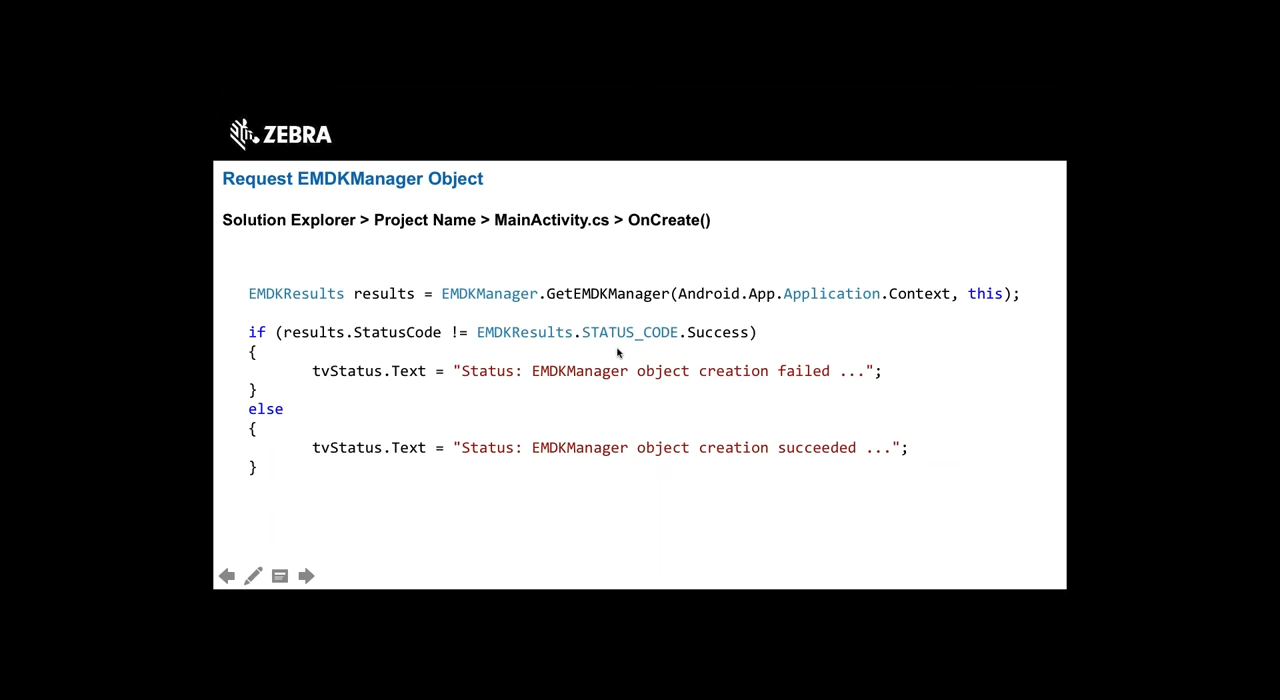 ZEBRA
Request EMDKManager Object
Solution Explorer > Project Name > MainActivity.cs > OnCreate()
EMDKResults results = EMDKManager.GetEMDKManager(Android.App.Application.Context, this);
if (results.StatusCode != EMDKResults.STATUS_CODE.Success)
{
tvStatus.Text = "Status: EMDKManager object creation failed ...";
}
else
{
tvStatus.Text = "Status: EMDKManager object creation succeeded ...";
}